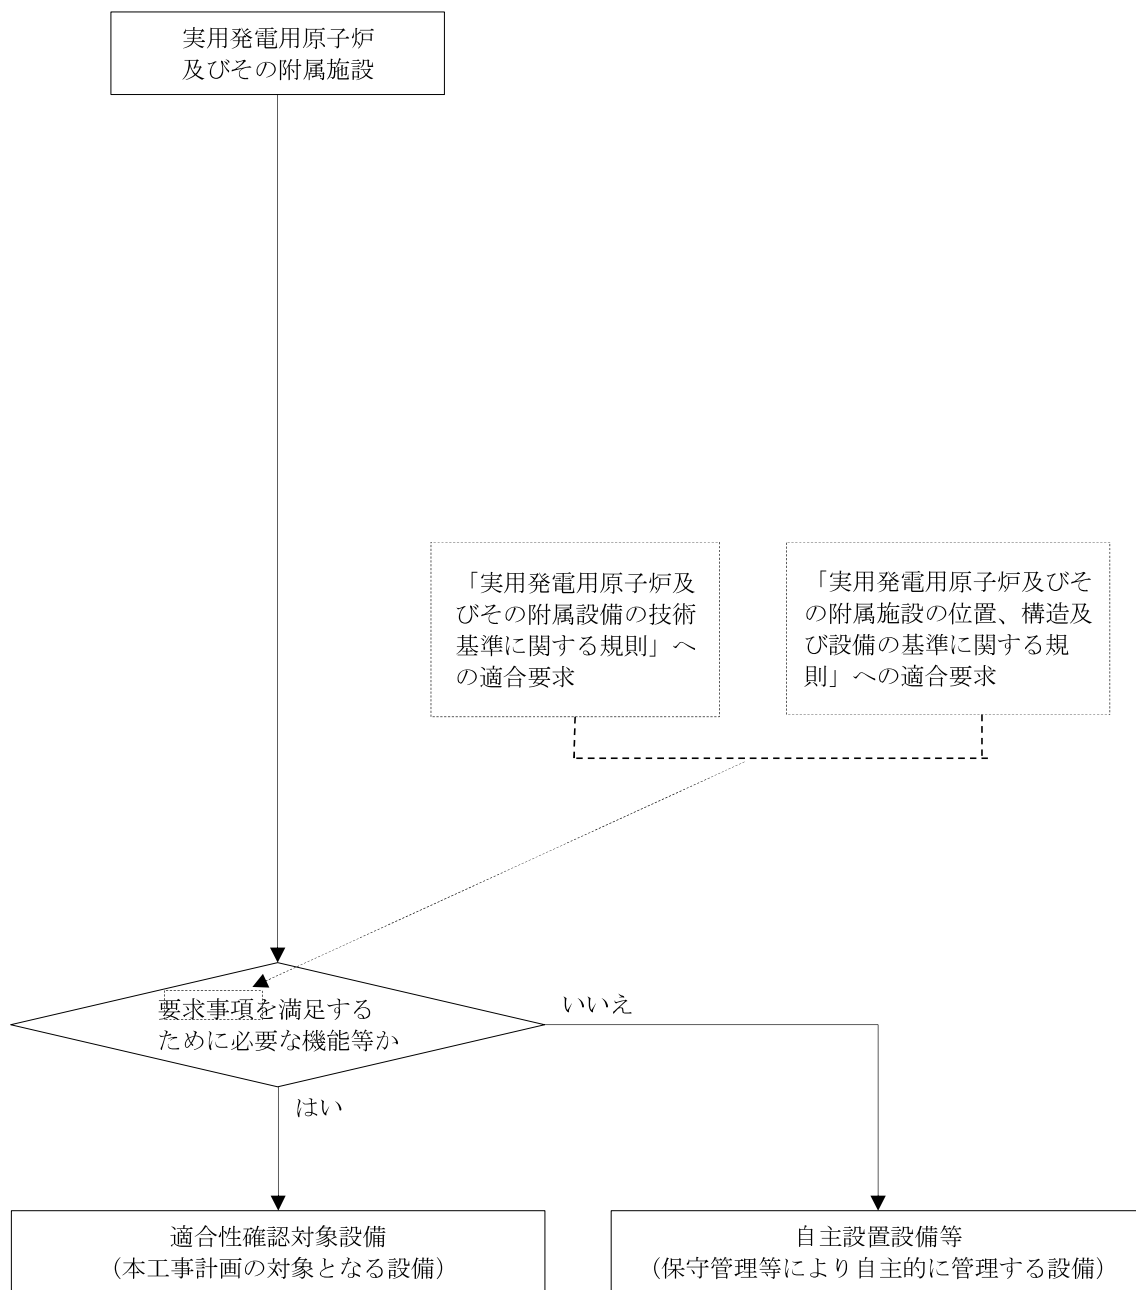 実用発電用原子炉
及びその附属施設
「実用発電用原子炉及
びその附属設備の技術
基準に関する規則」へ
の適合要求
「実用発電用原子炉及びそ
の附属施設の位置、構造及
び設備の基準に関する規
則」への適合要求
要求事項を満足する
ために必要な機能等か
いいえ
はい
適合性確認対象設備
（本工事計画の対象となる設備）
自主設置設備等
（保守管理等により自主的に管理する設備）